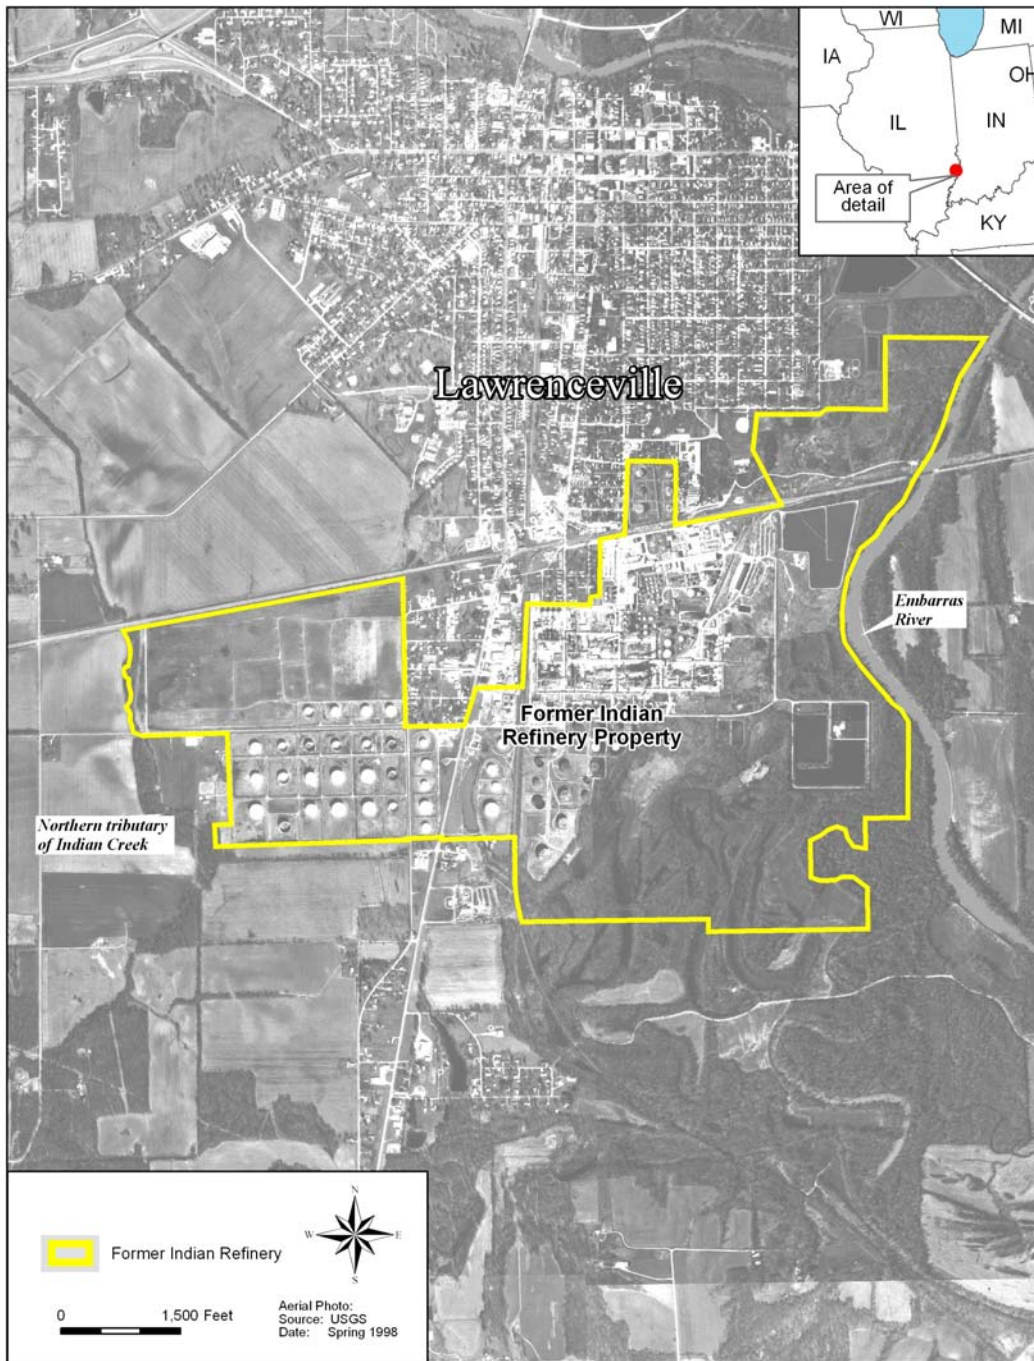 WI
MI
IA
OH
IL
IN
Area of
detail
KY
Lawrenceville
Embarras
River
Former Indian
Refinery Property
Northern tributary
of Indian Creek
N
W
E
S
Former Indian Refinery
0
1,500 Feet
Aerial Photo:
Source: USGS
Date: Spring 1998